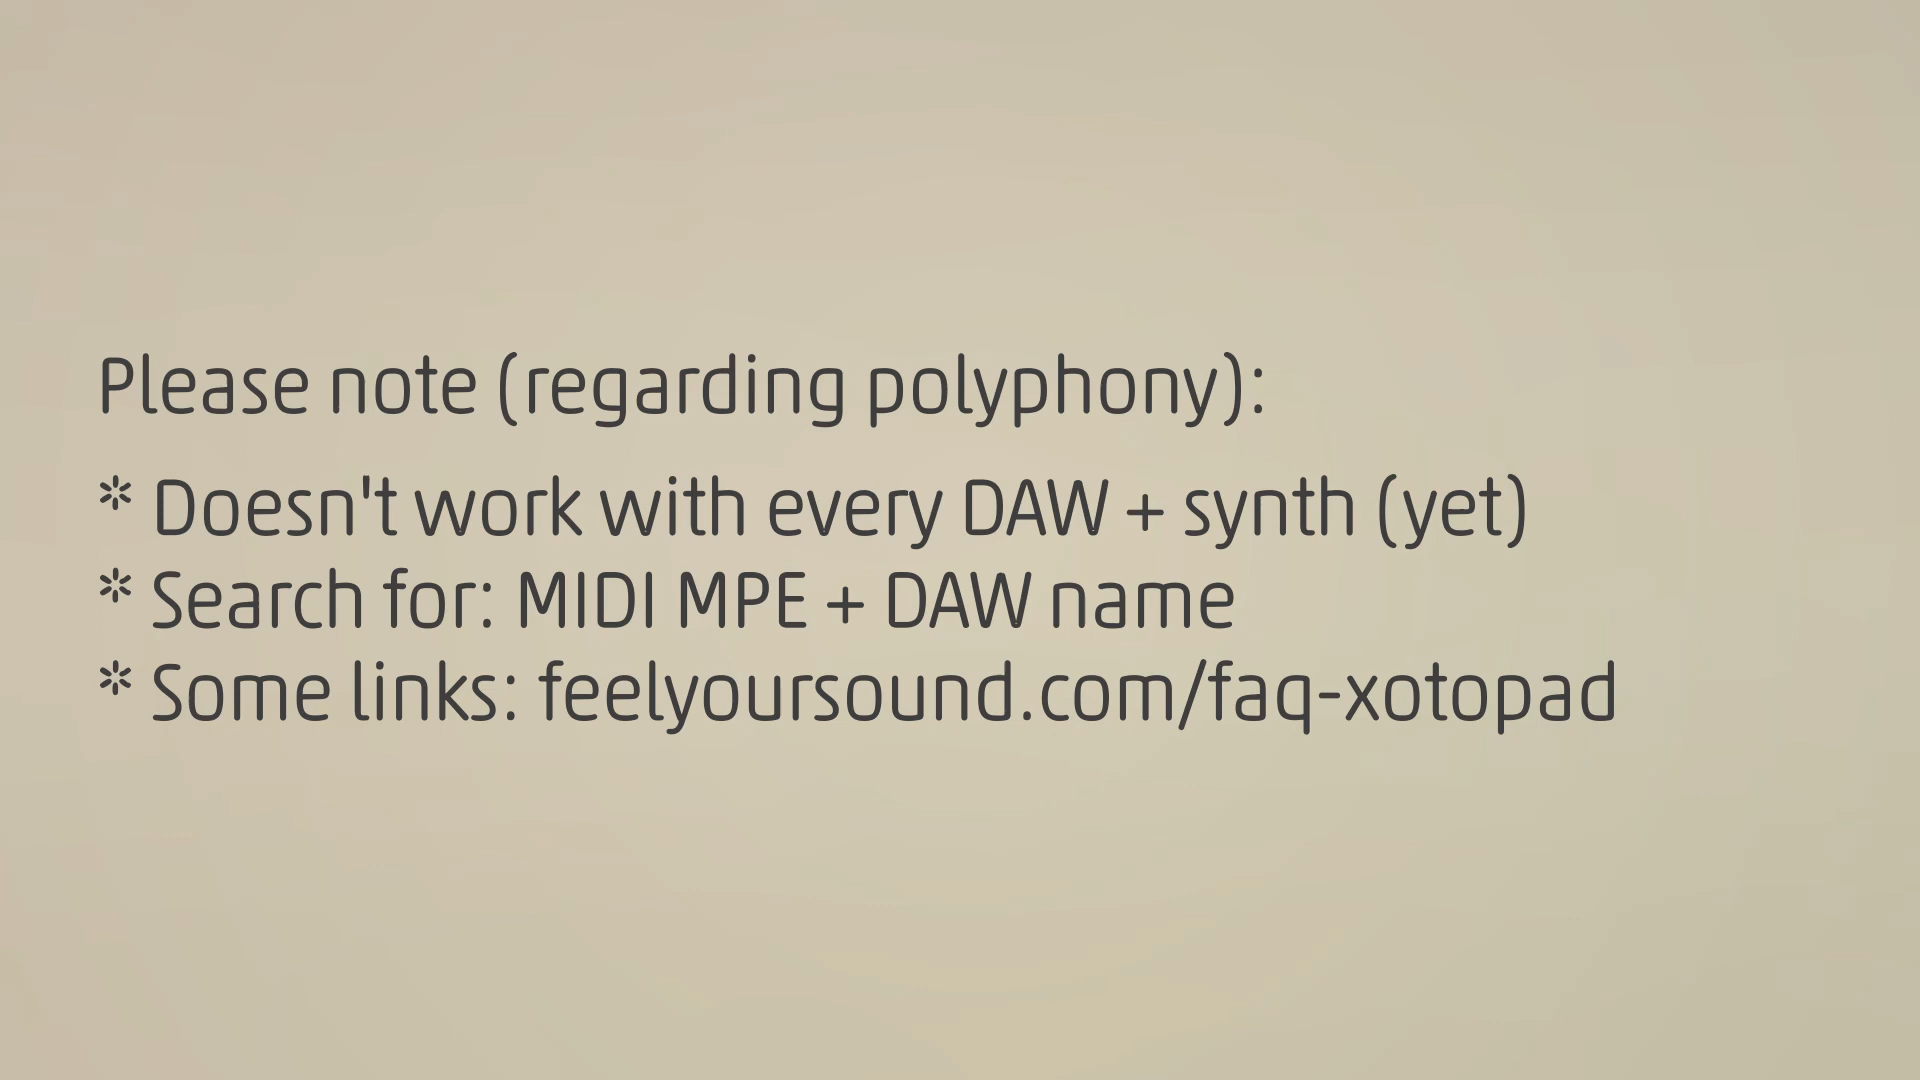 Please note (regarding polyphony):
* Doesn't work with every DAW + synth (yet)
* Search for: MIDI MPE + DAW name
* Some links: feelyoursound.com/faq-xotopad